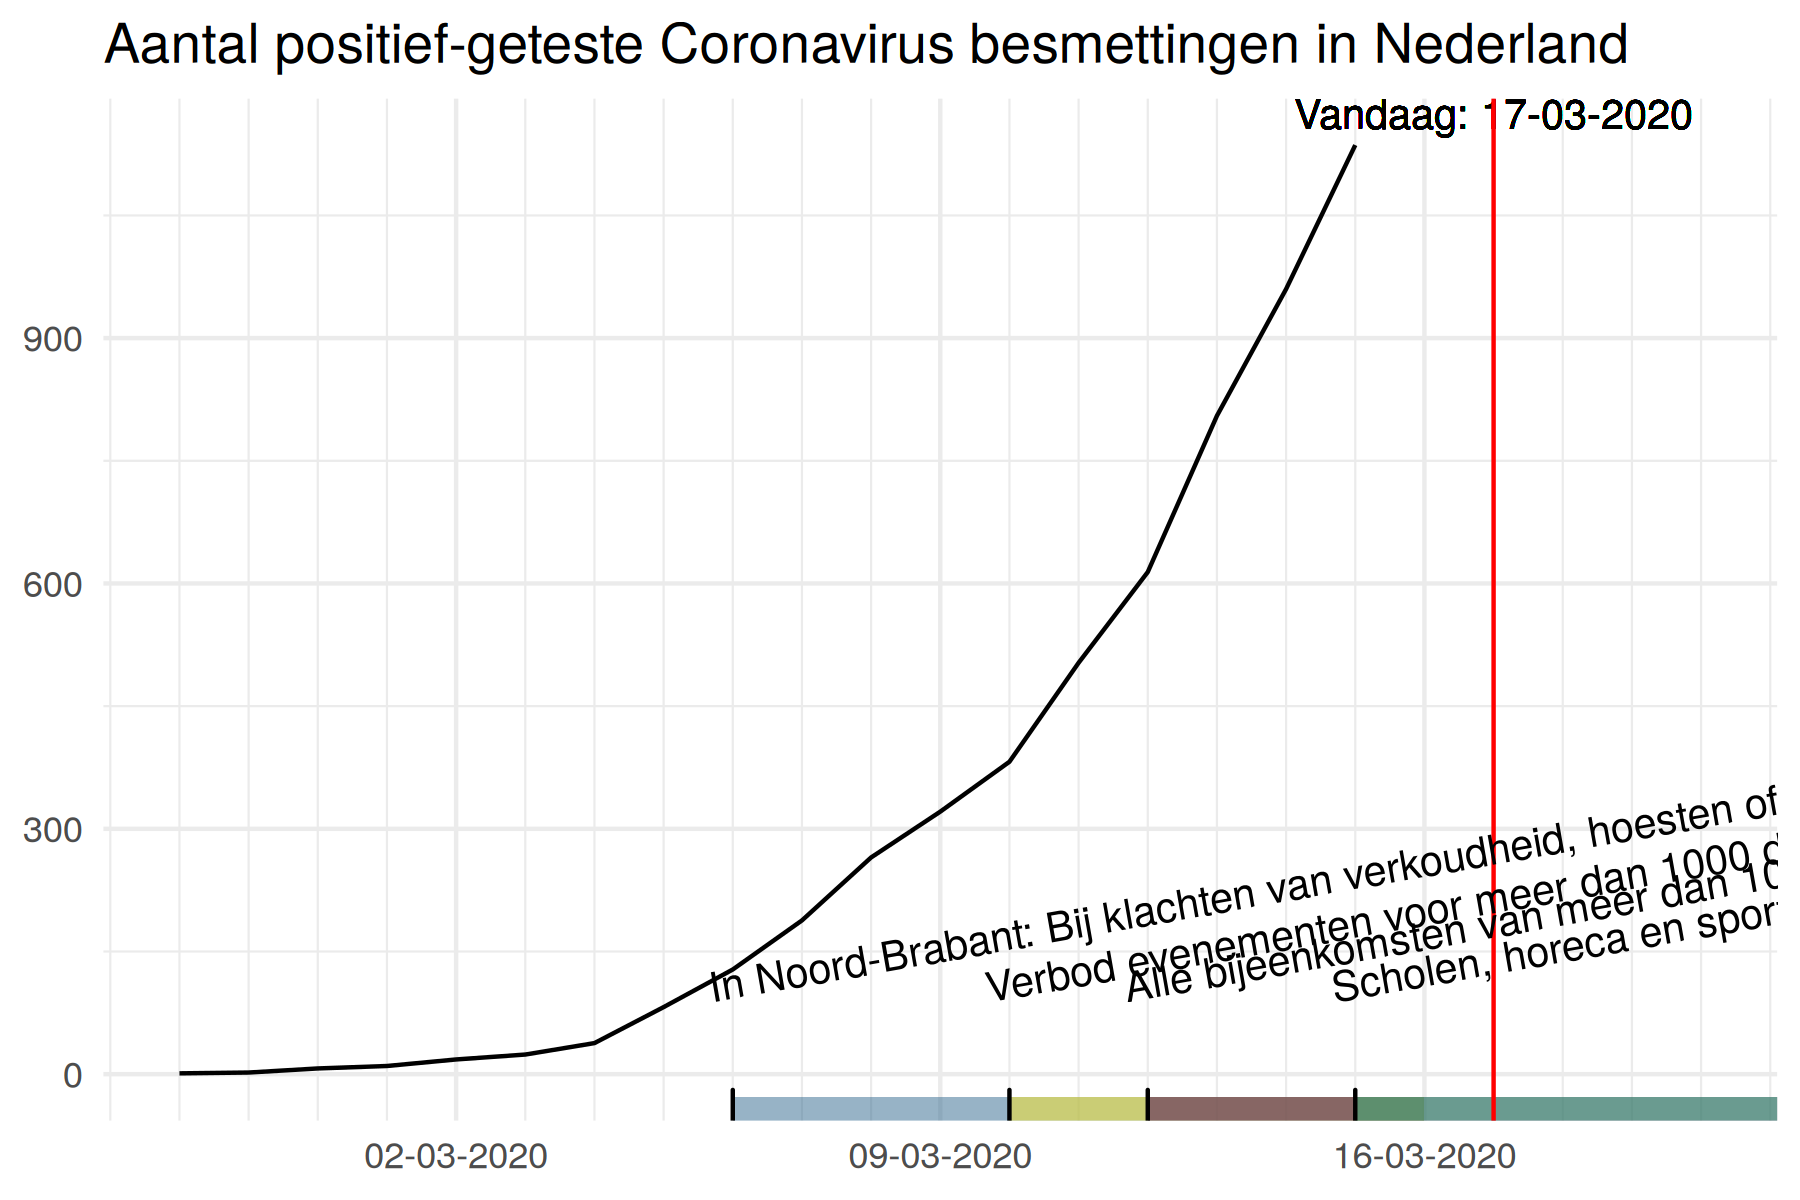 Aantal positief-geteste Coronavirus besmettingen in Nederland
Vandaag: 17-03-2020
900
600
300
0
In Noord-Brabant: Bij klachten van verkoudheid, hoesten of
Verbod evenementen voor meer dan 1000
Alle bijeenkomsten van meer dan
Scholen, horeca en
02-03-2020
09-03-2020
16-03-2020